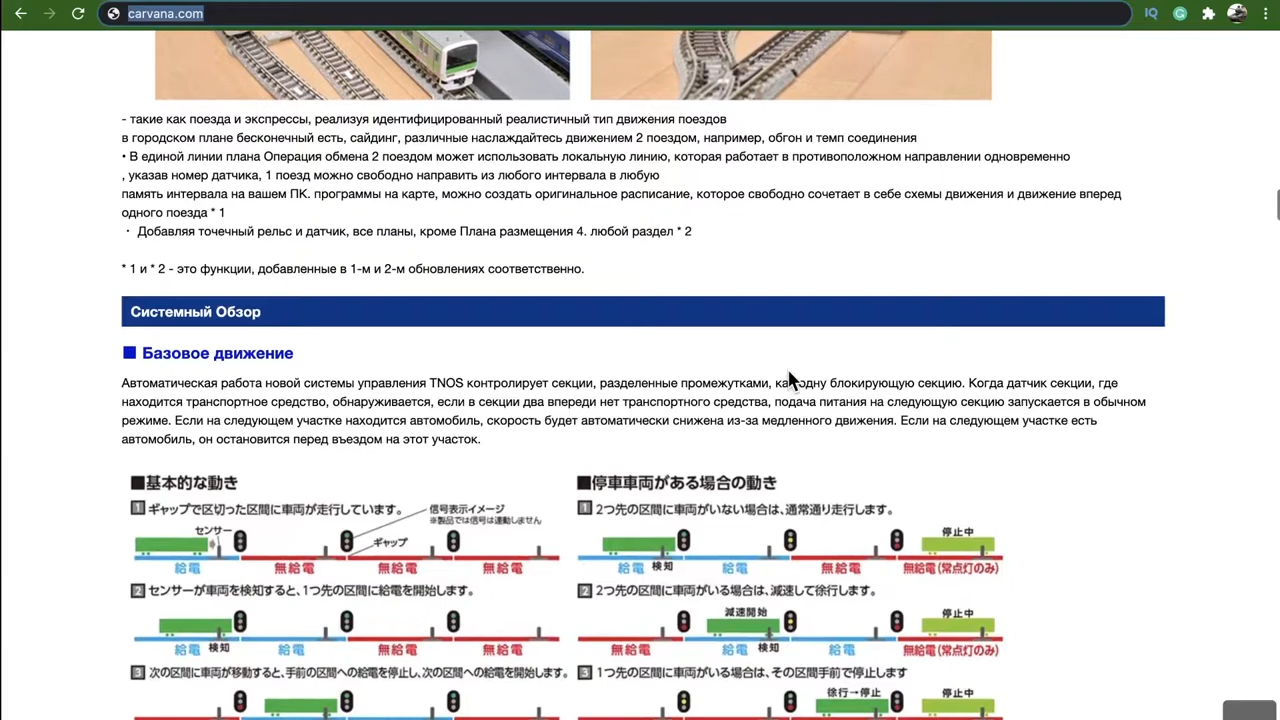 carvana.com
- такие как поезда и экспрессы, реализуя идентифицированный реалистичный тип движения поездов
в городском плане бесконечный есть, сайдинг, различные наслаждайтесь движением 2 поездом, например, обгон и темп соединения
• В единой линии плана Операция обмена 2 поездом может использовать локальную линию, которая работает в противоположном направлении одновременно
, указав номер датчика, 1 поезд можно свободно направить из любого интервала в любую
память интервала на вашем ПК. программы на карте, можно создать оригинальное расписание, которое свободно сочетает в себе схемы движения и движение вперед
одного поезда * 1
・ Добавляя точечный рельс и датчик, все планы, кроме Плана размещения 4. любой раздел * 2
* 1 и * 2 - это функции, добавленные в 1-м и 2-м обновлениях соответственно.
Системный Обзор
■ Базовое движение
Автоматическая работа новой системы управления TNOS контролирует секции, разделенные промежутками, как одну блокирующую секцию. Когда датчик секции, где
находится транспортное средство, обнаруживается, если в секции два впереди нет транспортного средства, подача питания на следующую секцию запускается в обычном
режиме. Если на следующем участке находится автомобиль, скорость будет автоматически снижена из-за медленного движения. Если на следующем участке есть
автомобиль, он остановится перед въездом на этот участок.
■基本的な動き
1 ギャップで区切った区間に車両が走行しています。
信号表示イメージ
※製品では信号は連動しません
センサー
ギャップ
給電 無給電 無給電 無給電
2 センサーが車両を検知すると、1つ先の区間に給電を開始します。
給電 検知 給電 無給電 無給電
3 次の区間に車両が移動すると、手前の区間への給電を停止し、次の区間への給電を開始します。
■停車車両がある場合の動き
1 2つ先の区間に車両がいない場合は、通常通り走行します。
停止中
給電 検知 給電 無給電 無給電(常点灯のみ)
2 2つ先の区間に車両がいる場合は、減速して徐行します。
減速開始 停止中
無給電 給電 検知 給電 無給電(常点灯のみ)
3 1つ先の区間に車両がいる場合は、その区間手前で停止します
徐行→停止 停止中